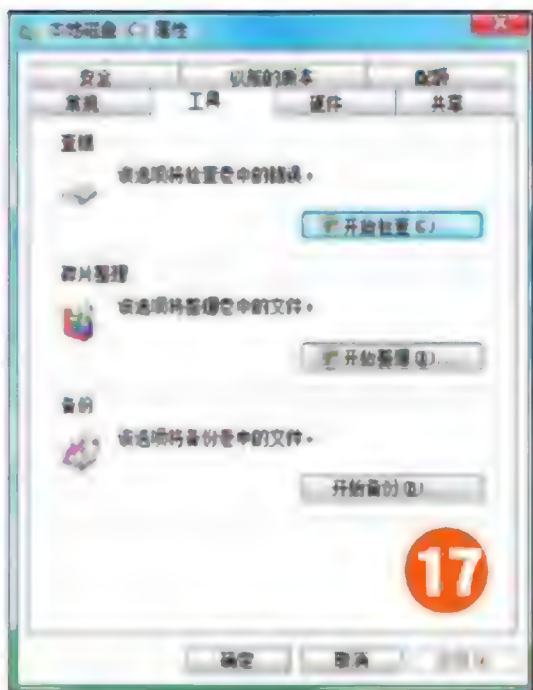 本地磁盘 (C:) 属性
安全 以前的版本 配额
常规 工具 硬件 共享
查错
该选项将检查卷中的错误。
开始检查(C)...
碎片整理
该选项将整理卷中的文件。
开始整理(D)...
备份
该选项将备份卷中的文件。
开始备份(B)...
17
确定 取消